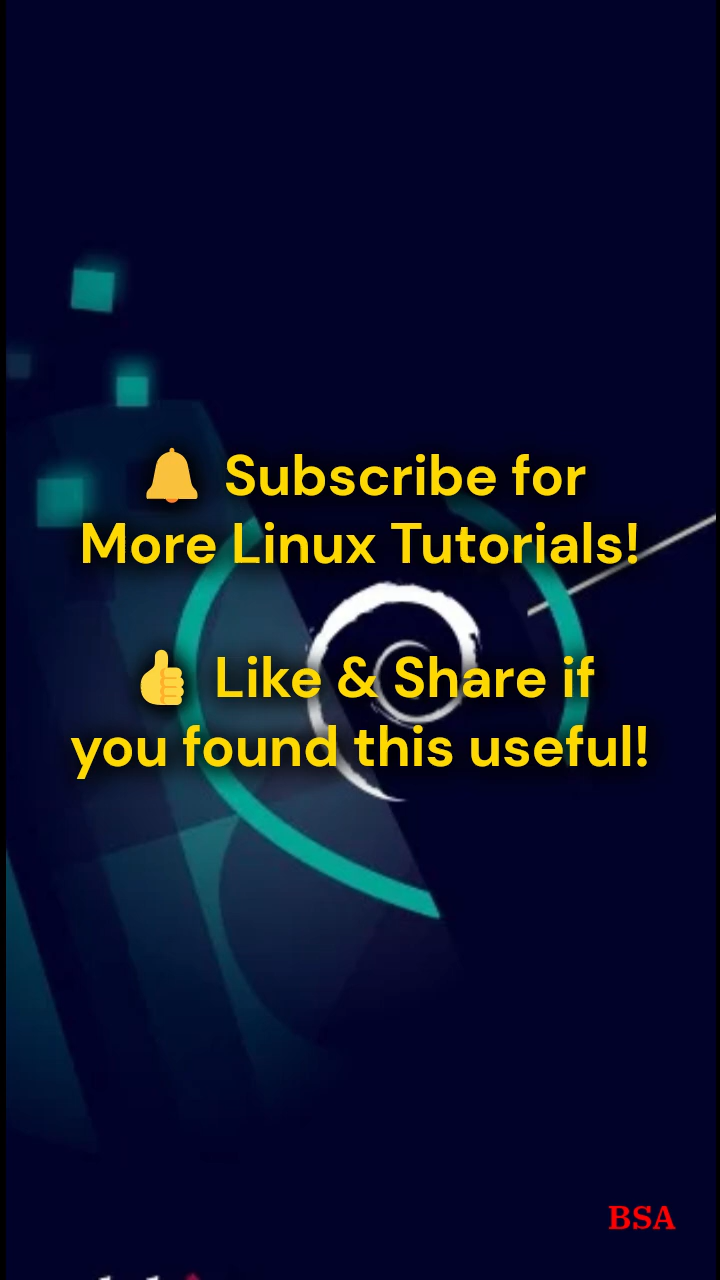 🔔 Subscribe for
More Linux Tutorials!
👍 Like & Share if
you found this useful!
BSA